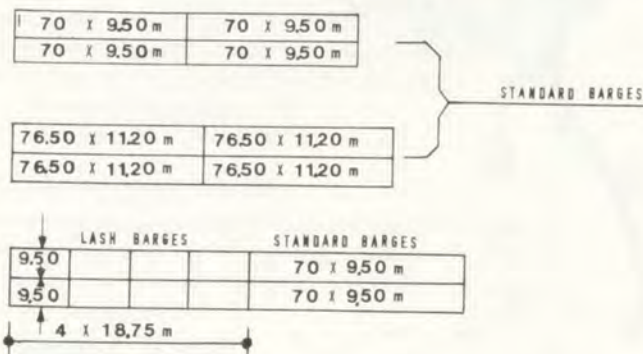 70 X 9,50 m 70 X 9,50 m
70 X 9,50 m 70 X 9,50 m
STANDARD BARGES
76,50 X 11,20 m 76,50 X 11,20 m
76,50 X 11,20 m 76,50 X 11,20 m
LASH BARGES STANDARD BARGES
9,50 70 X 9,50 m
9,50 70 X 9,50 m
4 X 18,75 m